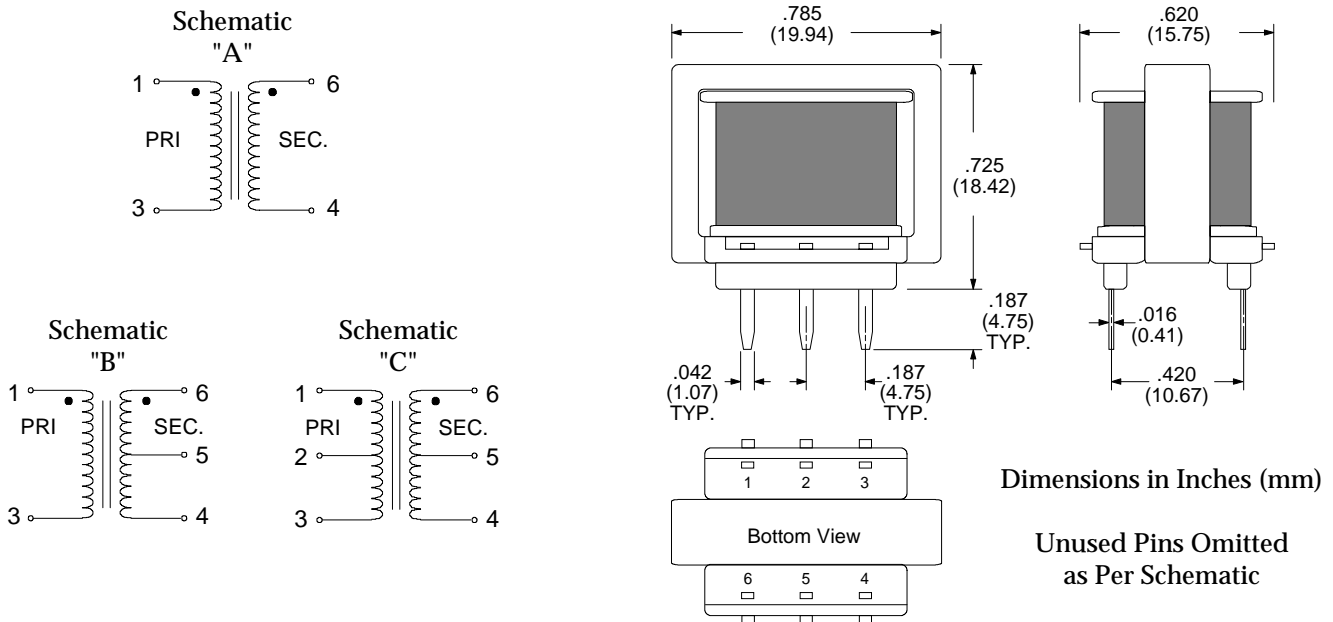 Schematic
"A"
1
6
PRI
SEC.
3
4
Schematic
"B"
1
6
PRI
SEC.
5
3
4
Schematic
"C"
1
6
PRI
SEC.
2
5
3
4
.785
(19.94)
.620
(15.75)
.725
(18.42)
.187
(4.75)
TYP.
.016
(0.41)
.042
(1.07)
TYP.
.187
(4.75)
TYP.
.420
(10.67)
1 2 3
Bottom View
6 5 4
Dimensions in Inches (mm)
Unused Pins Omitted
as Per Schematic